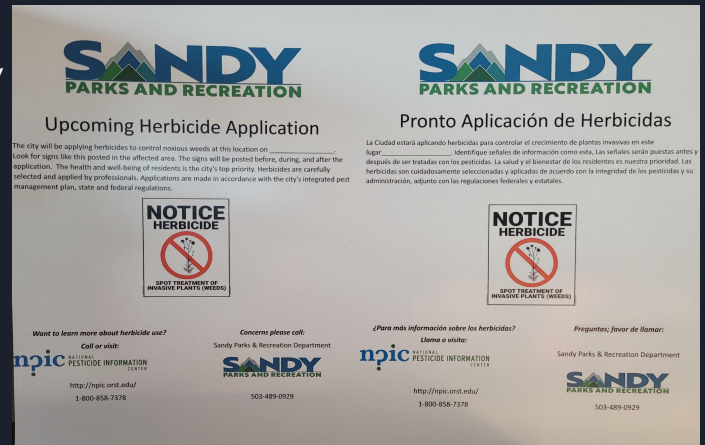 SANDY
PARKS AND RECREATION
Upcoming Herbicide Application
The city will be applying herbicides to control noxious weeds at this location on ________________.
Look for signs like this posted in the affected area. The signs will be posted before, during, and after the
application. The health and well-being of residents is the city's top priority. Herbicides are carefully
selected and applied by professionals. Applications are made in accordance with the city's integrated pest
management plan, state and federal regulations.
NOTICE
HERBICIDE
SPOT TREATMENT OF
INVASIVE PLANTS (WEEDS)
Want to learn more about herbicide use?
Call or visit:
npic NATIONAL
PESTICIDE INFORMATION
CENTER
http://npic.orst.edu/
1-800-858-7378
Concerns please call:
Sandy Parks & Recreation Department
SANDY
PARKS AND RECREATION
503-489-0929
SANDY
PARKS AND RECREATION
Pronto Aplicación de Herbicidas
La Ciudad estará aplicando herbicidas para controlar el crecimiento de plantas invasivas en este
lugar__________________. Identifique señales de información como esta, Las señales serán puestas antes y
después de ser tratadas con los pesticidas. La salud y el bienestar de los residentes es nuestra prioridad. Las
herbicidas son cuidadosamente seleccionadas y aplicadas de acuerdo con la integridad de los pesticidas y su
administración, adjunto con las regulaciones federales y estatales.
NOTICE
HERBICIDE
SPOT TREATMENT OF
INVASIVE PLANTS (WEEDS)
¿Para más información sobre los herbicidas?
Llama o visita:
npic NATIONAL
PESTICIDE INFORMATION
CENTER
http://npic.orst.edu/
1-800-858-7378
Preguntas; favor de llamar:
Sandy Parks & Recreation Department
SANDY
PARKS AND RECREATION
503-489-0929